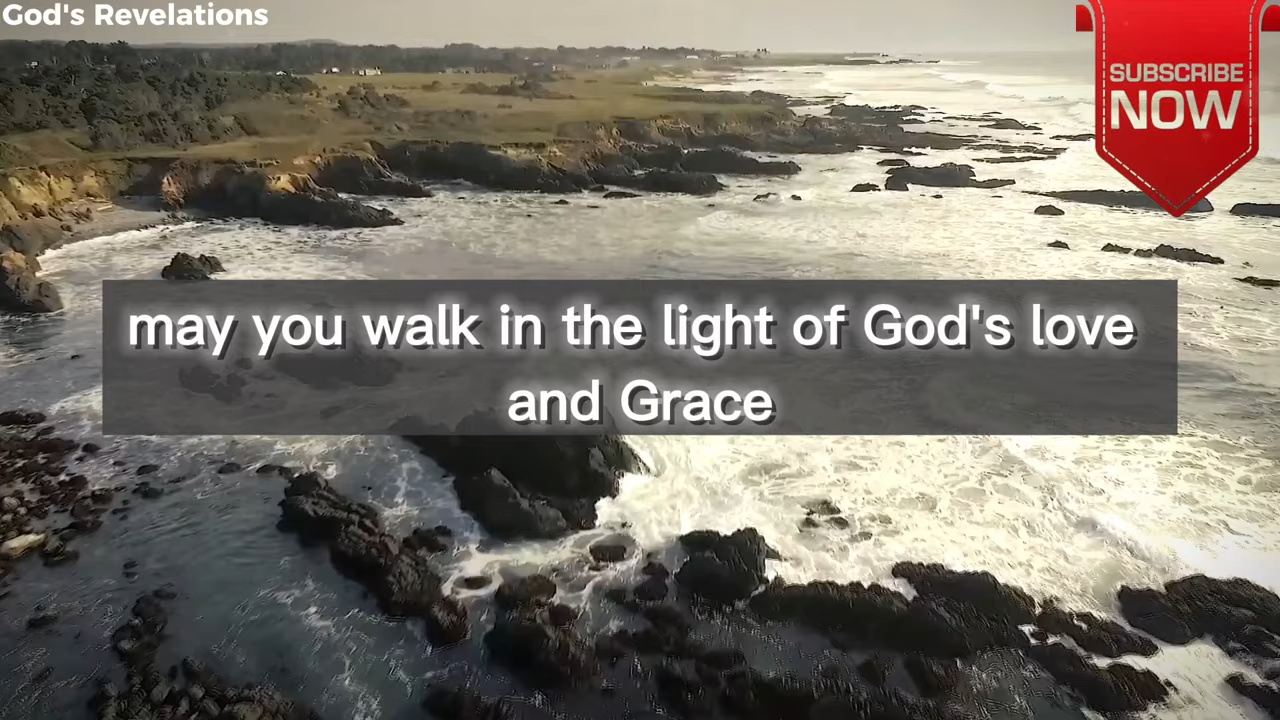 God's Revelations
SUBSCRIBE
NOW
may you walk in the light of God's love
and Grace